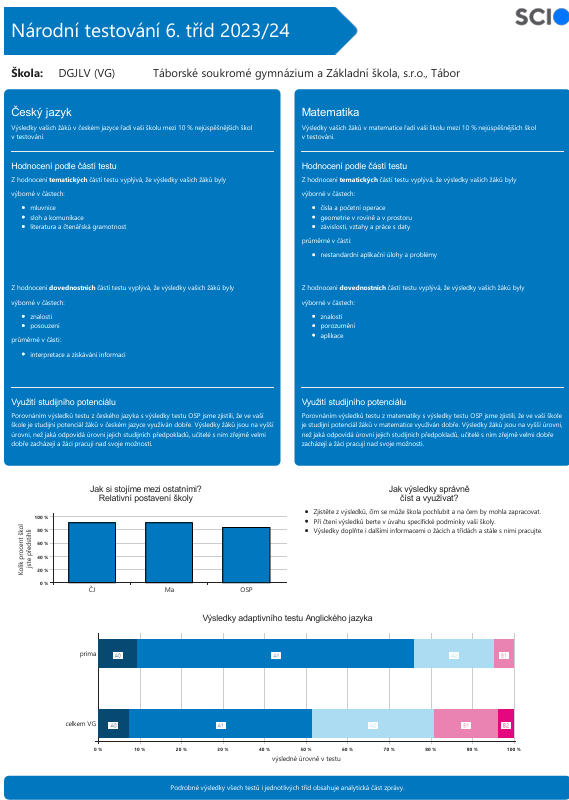 Národní testování 6. tříd 2023/24
SCIO
Škola: DGJLV (VG) Táborské soukromé gymnázium a Základní škola, s.r.o., Tábor
Český jazyk
Výsledky vašich žáků v českém jazyce řadí vaši školu mezi 10 % nejúspěšnějších škol
v testování.
Hodnocení podle částí testu
Z hodnocení tematických částí testu vyplývá, že výsledky vašich žáků byly
výborné v částech:
mluvnice
sloh a komunikace
literatura a čtenářská gramotnost
Z hodnocení dovednostních částí testu vyplývá, že výsledky vašich žáků byly
výborné v částech:
znalosti
posouzení
průměrné v části:
interpretace a získávání informací
Využití studijního potenciálu
Porovnáním výsledků testu z českého jazyka s výsledky testu OSP jsme zjistili, že ve vaší
škole je studijní potenciál žáků v českém jazyce využíván dobře. Výsledky žáků jsou na vyšší
úrovni, než jaká odpovídá úrovni jejich studijních předpokladů, učitelé s ním zřejmě velmi
dobře zacházejí a žáci pracují nad svoje možnosti.
Matematika
Výsledky vašich žáků v matematice řadí vaši školu mezi 10 % nejúspěšnějších škol
v testování.
Hodnocení podle částí testu
Z hodnocení tematických částí testu vyplývá, že výsledky vašich žáků byly
výborné v částech:
čísla a početní operace
geometrie v rovině a v prostoru
závislosti, vztahy a práce s daty
průměrné v části:
nestandardní aplikační úlohy a problémy
Z hodnocení dovednostních částí testu vyplývá, že výsledky vašich žáků byly
výborné v částech:
znalosti
porozumění
aplikace
Využití studijního potenciálu
Porovnáním výsledků testu z matematiky s výsledky testu OSP jsme zjistili, že ve vaší škole
je studijní potenciál žáků v matematice využíván dobře. Výsledky žáků jsou na vyšší úrovni,
než jaká odpovídá úrovni jejich studijních předpokladů, učitelé s ním zřejmě velmi dobře
zacházejí a žáci pracují nad svoje možnosti.
Jak si stojíme mezi ostatními?
Relativní postavení školy
Kolik procent škol
jste předběhli
100 %
80 %
60 %
40 %
20 %
0 %
ČJ Ma OSP
Jak výsledky správně
číst a využívat?
Zjistěte z výsledků, čím se může škola pochlubit a na čem by mohla zapracovat.
Při čtení výsledků berte v úvahu specifické podmínky vaší školy.
Výsledky doplňte i dalšími informacemi o žácích a třídách a stále s nimi pracujte.
Výsledky adaptivního testu Anglického jazyka
prima
celkem VG
0 % 10 % 20 % 30 % 40 % 50 % 60 % 70 % 80 % 90 % 100 %
výsledné úrovně v testu
Podrobné výsledky všech testů i jednotlivých tříd obsahuje analytická část zprávy.